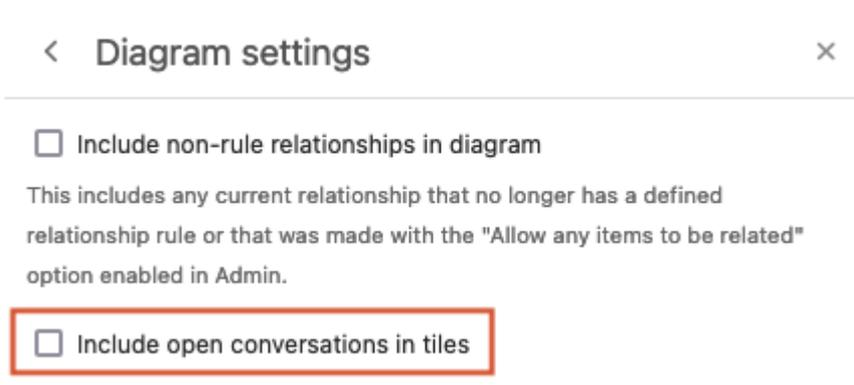 Diagram settings
Include non-rule relationships in diagram
This includes any current relationship that no longer has a defined
relationship rule or that was made with the "Allow any items to be related"
option enabled in Admin.
Include open conversations in tiles